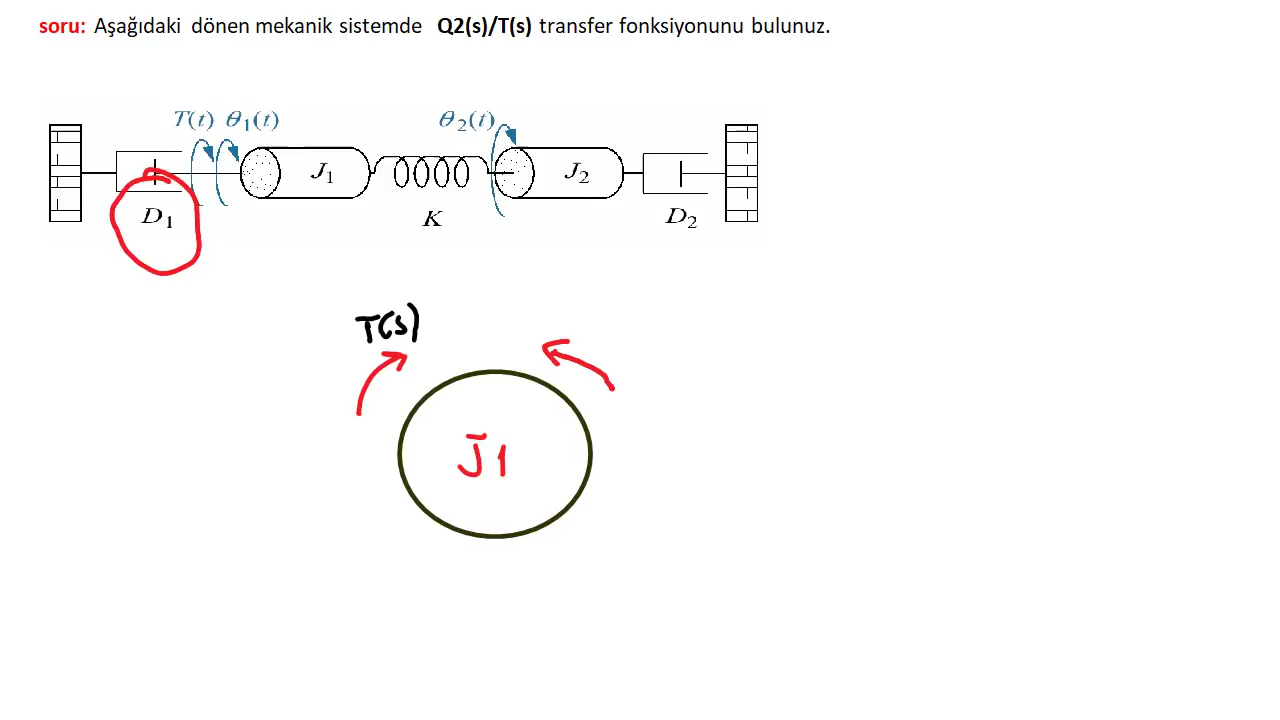 soru: Aşağıdaki dönen mekanik sistemde Q2(s)/T(s) transfer fonksiyonunu bulunuz.
T(t) θ1(t) θ2(t)
J1 J2
D1 K D2
T(s)
J1